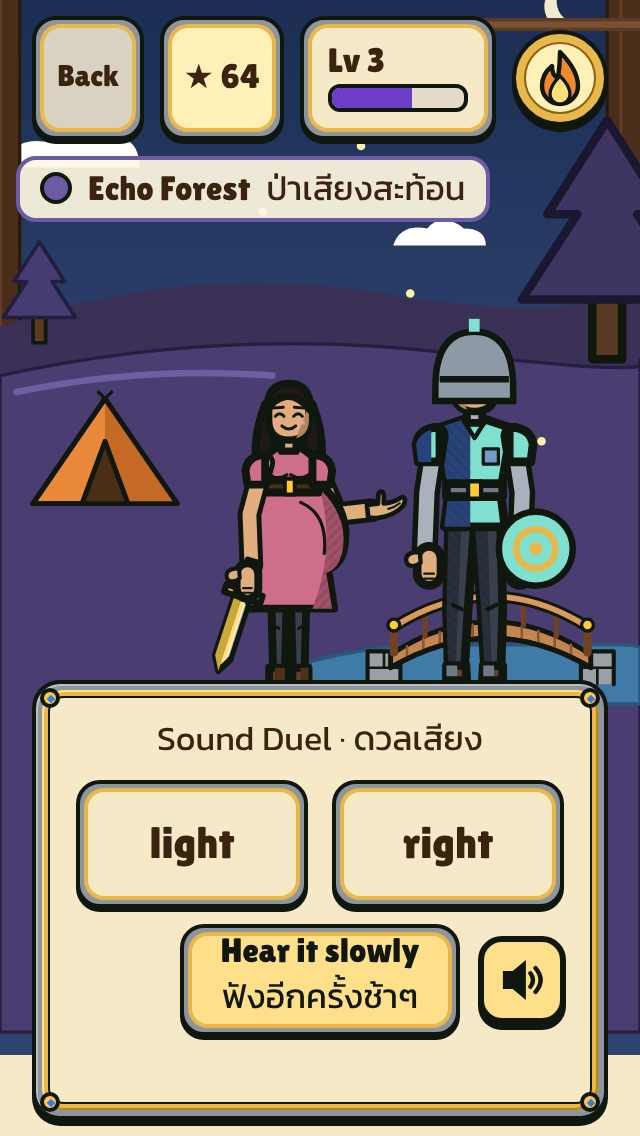 Back
★ 64
Lv 3
Echo Forest ป่าเสียงสะท้อน
Sound Duel · ดวลเสียง
light
right
Hear it slowly
ฟังอีกครั้งช้าๆ